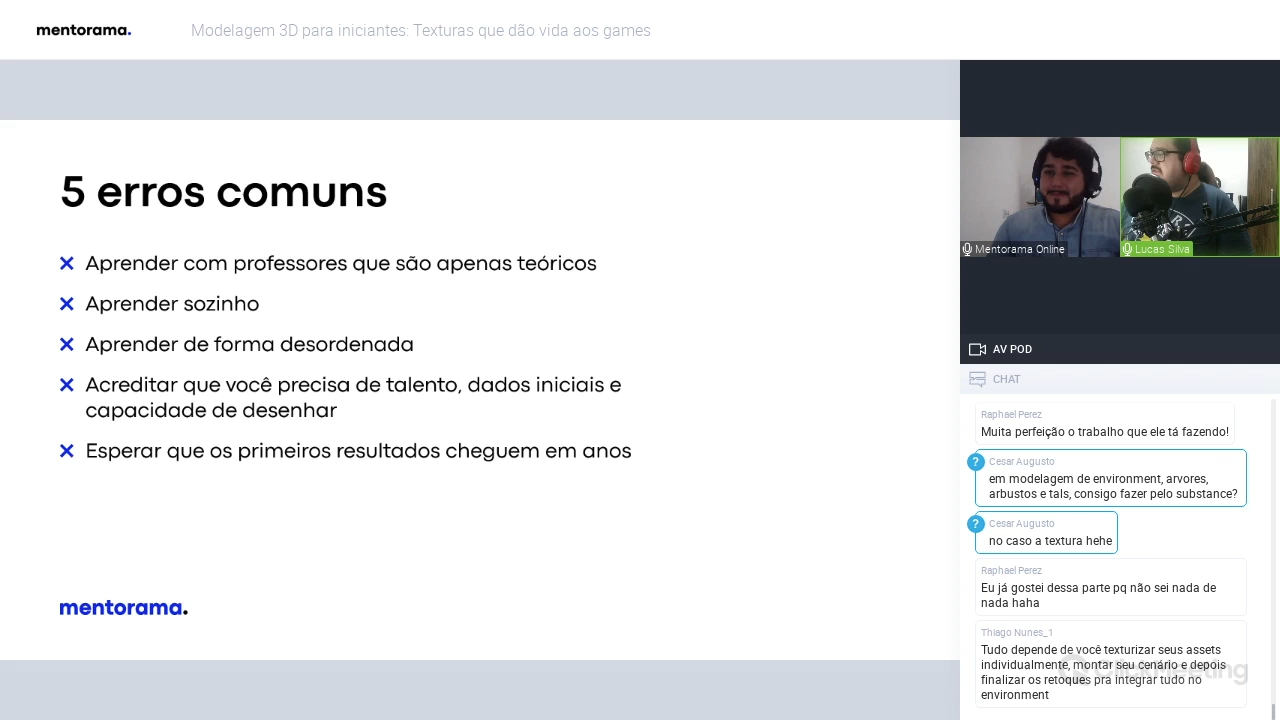 mentorama.
Modelagem 3D para iniciantes: Texturas que dão vida aos games
5 erros comuns
Aprender com professores que são apenas teóricos
Aprender sozinho
Aprender de forma desordenada
Acreditar que você precisa de talento, dados iniciais e
capacidade de desenhar
Esperar que os primeiros resultados cheguem em anos
mentorama.
Mentorama Online
Lucas Silva
AV POD
CHAT
Raphael Perez
Muita perfeição o trabalho que ele tá fazendo!
?
Cesar Augusto
em modelagem de environment, arvores,
arbustos e tals, consigo fazer pelo substance?
?
Cesar Augusto
no caso a textura hehe
Raphael Perez
Eu já gostei dessa parte pq não sei nada de
nada haha
Thiago Nunes_1
Tudo depende de você texturizar seus assets
individualmente, montar seu cenário e depois
finalizar os retoques pra integrar tudo no
environment
ClickMeeting